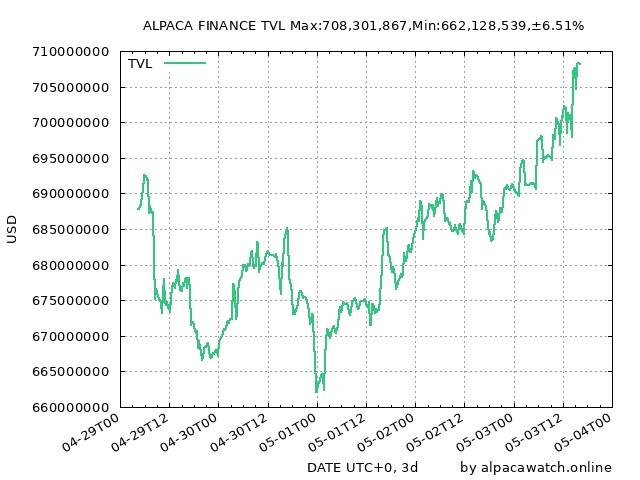 ALPACA FINANCE TVL Max:708,301,867,Min:662,128,539,±6.51%
710000000
TVL
705000000
700000000
695000000
690000000
685000000
USD
680000000
675000000
670000000
665000000
660000000
04-29T00
04-29T12
04-30T00
04-30T12
05-01T00
05-01T12
05-02T00
05-02T12
05-03T00
05-03T12
05-04T00
DATE UTC+0, 3d
by alpacawatch.online